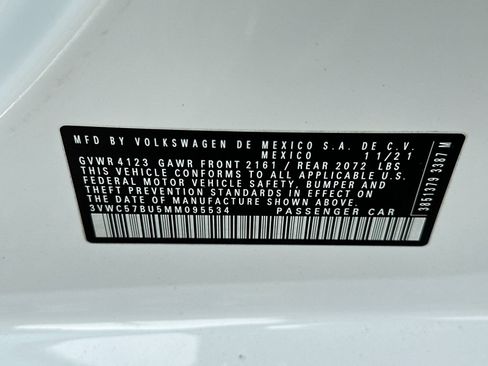 MFD BY VOLKSWAGEN DE MEXICO S.A. DE C.V.
MEXICO 11/21
GVWR 4123 GAWR FRONT 2161 / REAR 2072 LBS
THIS VEHICLE CONFORMS TO ALL APPLICABLE U.S.
FEDERAL MOTOR VEHICLE SAFETY, BUMPER AND
THEFT PREVENTION STANDARDS IN EFFECT ON
THE DATE OF MANUFACTURE SHOWN ABOVE.
3VWC57BU5MM095534 PASSENGER CAR
3851379 3387 M